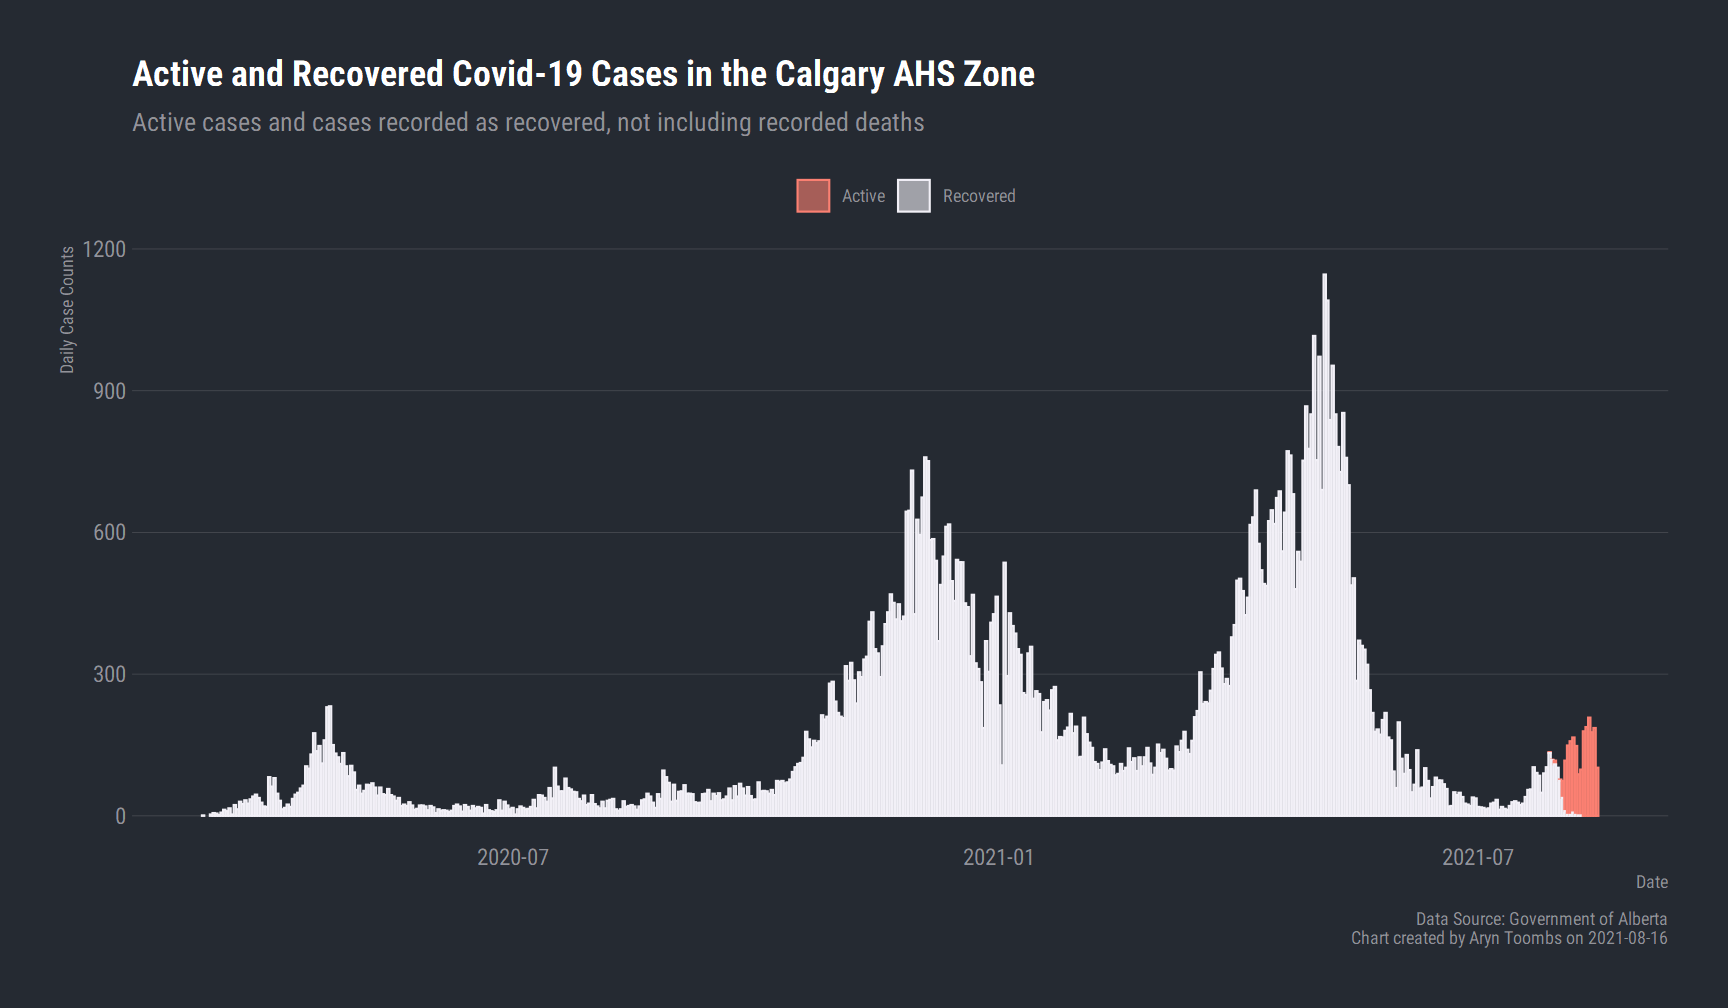 Active and Recovered Covid-19 Cases in the Calgary AHS Zone
Active cases and cases recorded as recovered, not including recorded deaths
Active
Recovered
Daily Case Counts
1200
900
600
300
0
2020-07
2021-01
2021-07
Date
Data Source: Government of Alberta
Chart created by Aryn Toombs on 2021-08-16